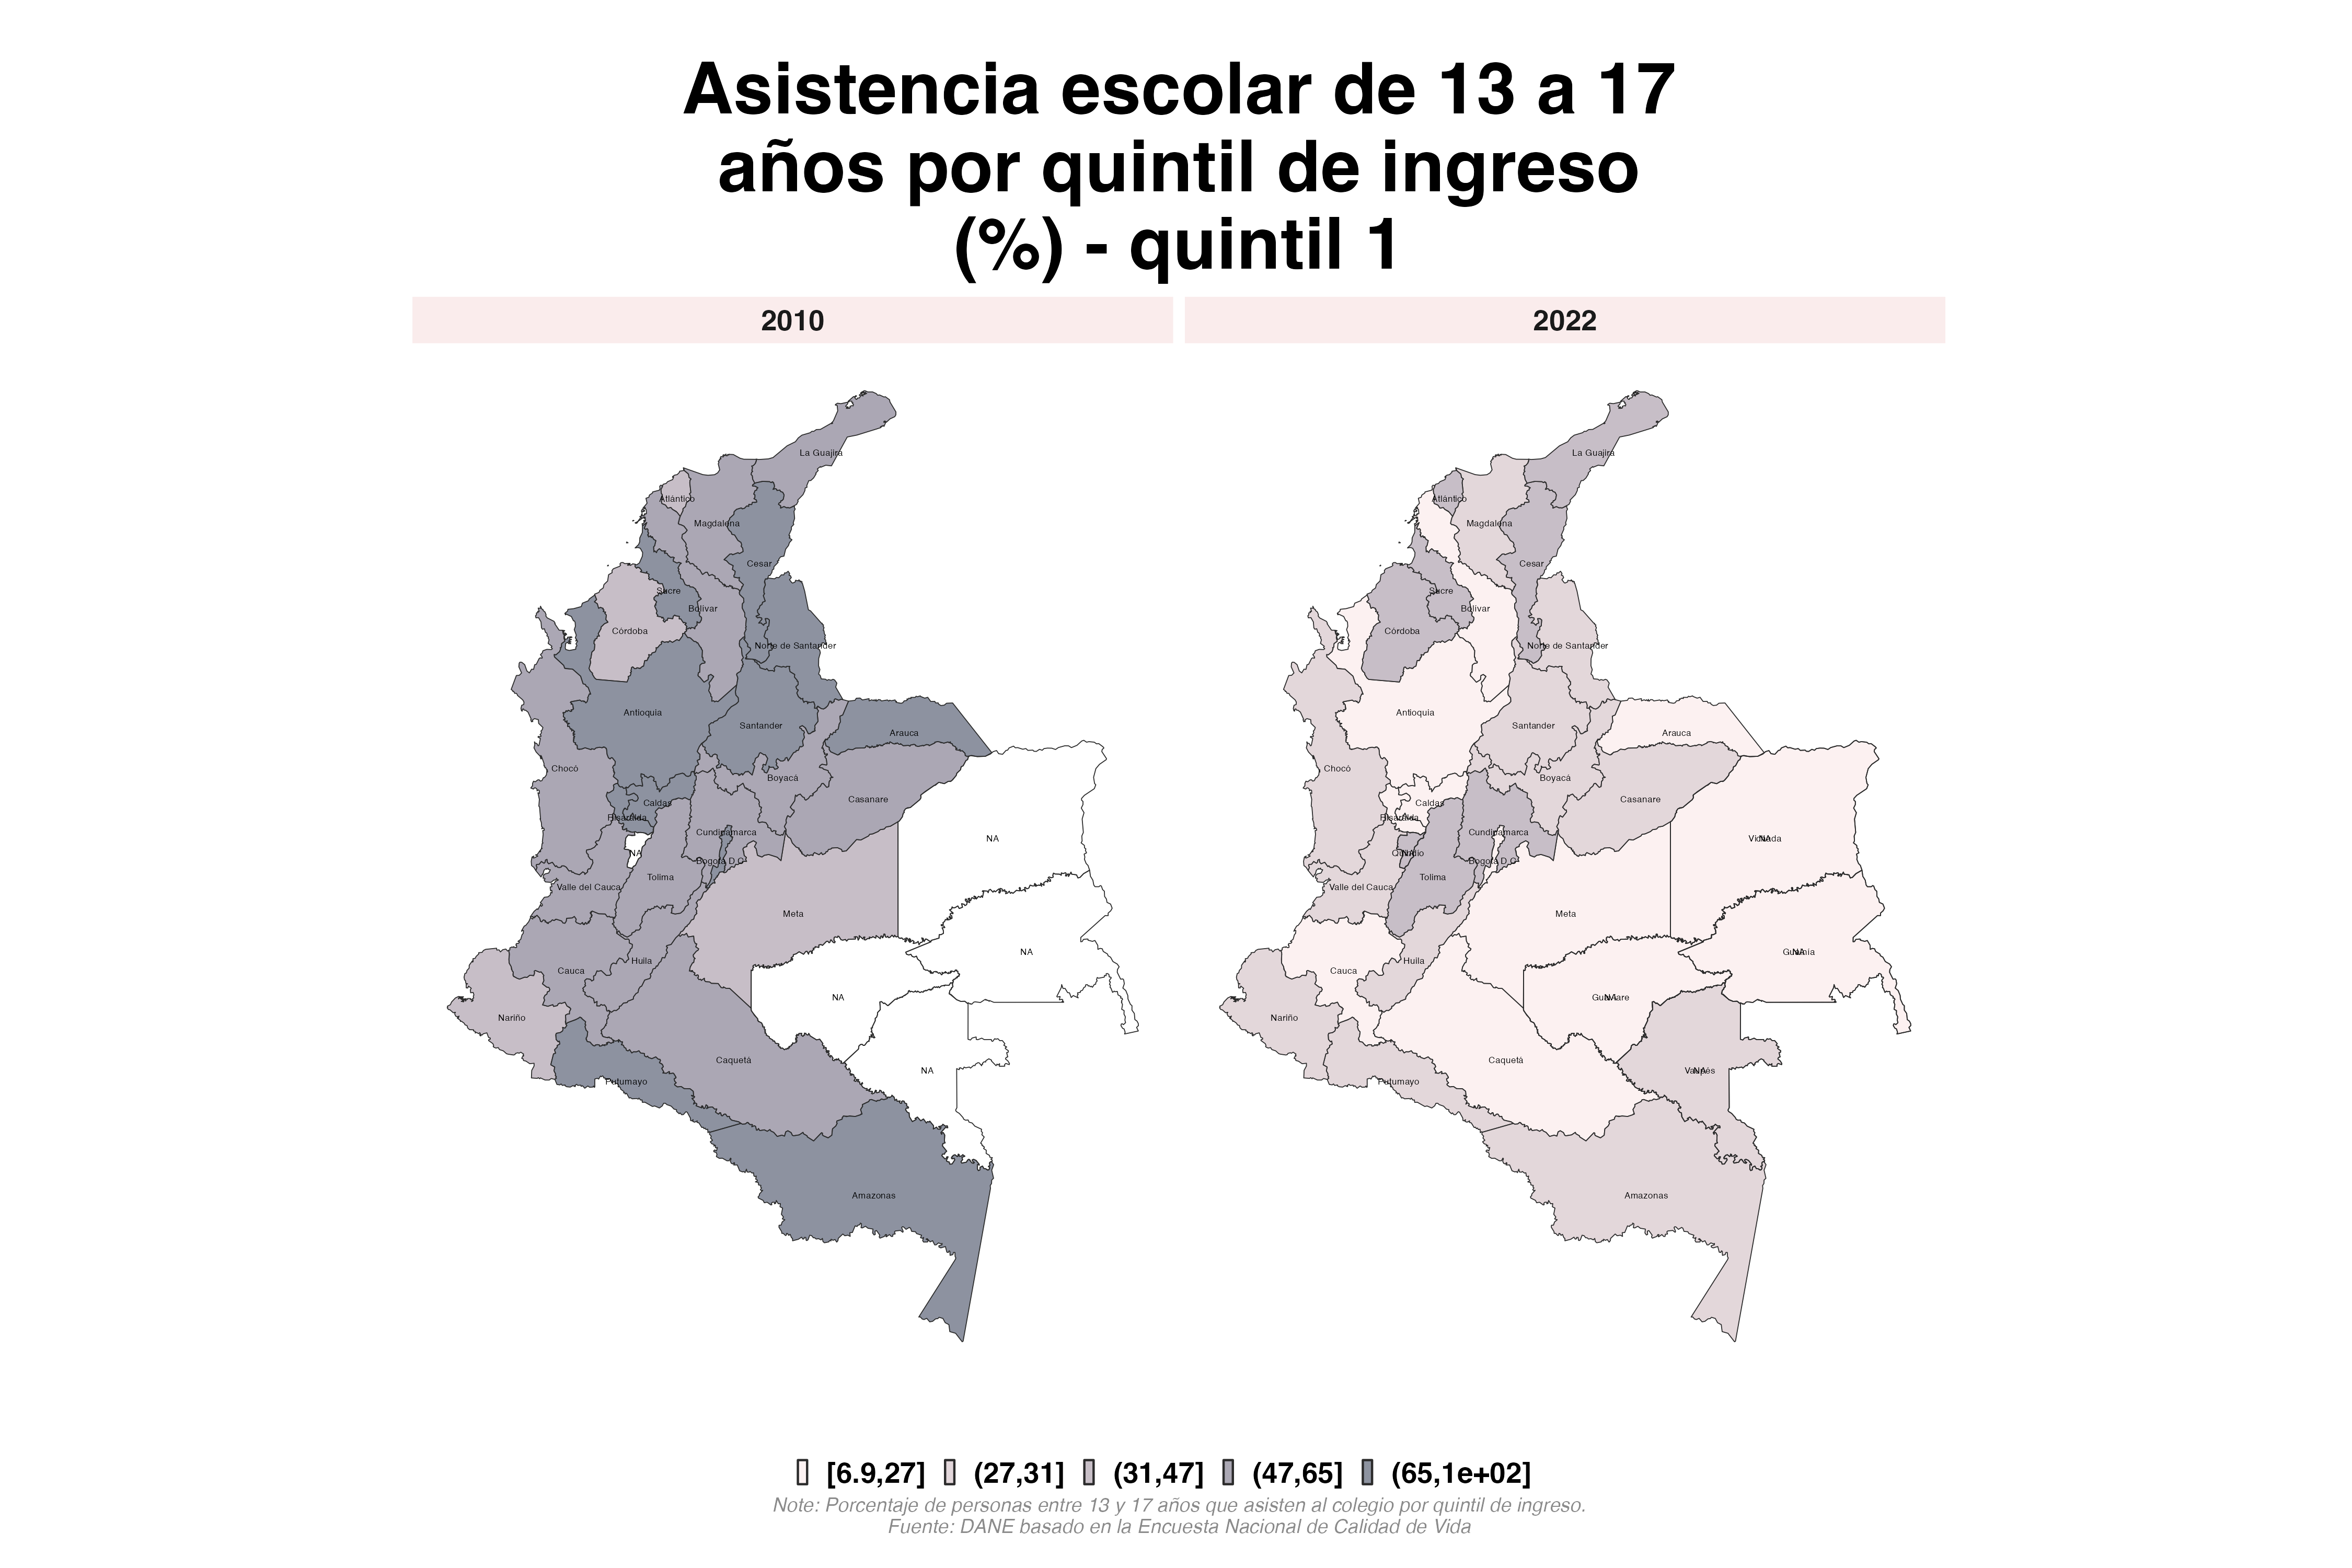 Asistencia escolar de 13 a 17
años por quintil de ingreso
(%) - quintil 1
2010
2022
La Guajira
Atlántico
Magdalena
Cesar
Sucre
Bolívar
Córdoba
Norte de Santander
Antioquia
Santander
Arauca
Chocó
Boyacá
Casanare
Caldas
Risaralda
Cundinamarca
NA
NA
Bogotá D.C.
Tolima
Valle del Cauca
Meta
NA
Huila
Cauca
NA
Nariño
Caquetá
NA
Putumayo
Amazonas
La Guajira
Atlántico
Magdalena
Cesar
Sucre
Bolívar
Córdoba
Norte de Santander
Antioquia
Santander
Arauca
Chocó
Boyacá
Casanare
Caldas
Risaralda
Cundinamarca
Vichada
NA
Quindío
NA
Bogotá D.C.
Tolima
Valle del Cauca
Meta
Guainía
NA
Huila
Cauca
Guaviare
NA
Nariño
Caquetá
Vaupés
NA
Putumayo
Amazonas
[6.9,27] (27,31] (31,47] (47,65] (65,1e+02]
Note: Porcentaje de personas entre 13 y 17 años que asisten al colegio por quintil de ingreso.
Fuente: DANE basado en la Encuesta Nacional de Calidad de Vida